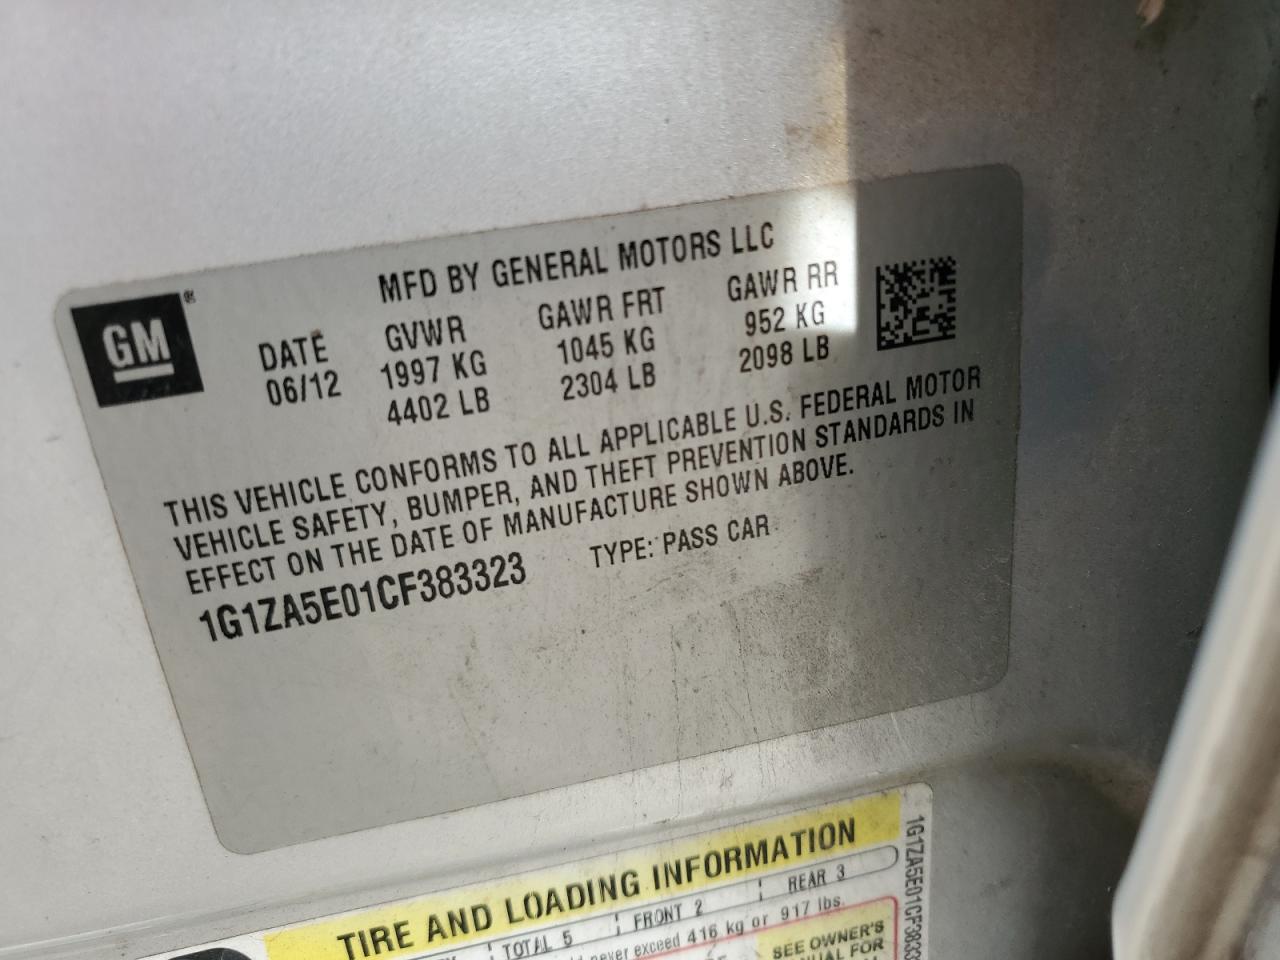 GM®
MFD BY GENERAL MOTORS LLC
DATE GVWR GAWR FRT GAWR RR
06/12 1997 KG 1045 KG 952 KG
4402 LB 2304 LB 2098 LB
THIS VEHICLE CONFORMS TO ALL APPLICABLE U.S. FEDERAL MOTOR
VEHICLE SAFETY, BUMPER, AND THEFT PREVENTION STANDARDS IN
EFFECT ON THE DATE OF MANUFACTURE SHOWN ABOVE.
1G1ZA5E01CF383323 TYPE: PASS CAR
TIRE AND LOADING INFORMATION
TOTAL 5 FRONT 2 REAR 3
never exceed 416 kg or 917 lbs.
SEE OWNER'S
FOR
1G1ZA5E01CF383